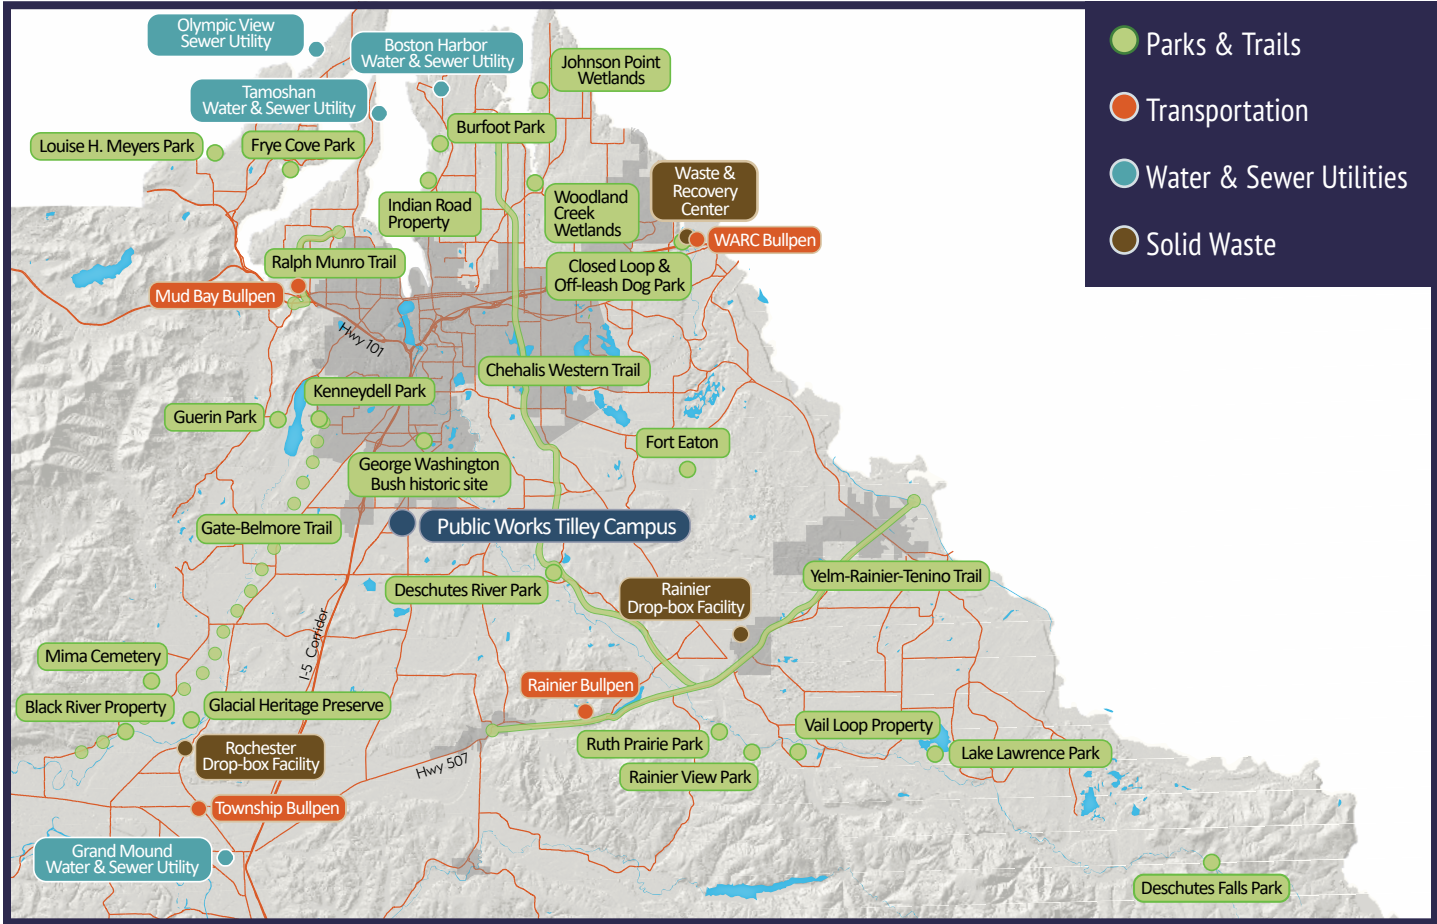 Olympic View
Sewer Utility
Boston Harbor
Water & Sewer Utility
Johnson Point
Wetlands
Tamoshan
Water & Sewer Utility
Burfoot Park
Louise H. Meyers Park
Frye Cove Park
Waste &
Recovery
Center
Indian Road
Property
Woodland
Creek
Wetlands
WARC Bullpen
Ralph Munro Trail
Closed Loop &
Off-leash Dog Park
Mud Bay Bullpen
Hwy 101
Chehalis Western Trail
Kenneydell Park
Guerin Park
Fort Eaton
George Washington
Bush historic site
Gate-Belmore Trail
Public Works Tilley Campus
Deschutes River Park
Rainier
Drop-box Facility
Yelm-Rainier-Tenino Trail
I-5 Corridor
Mima Cemetery
Rainier Bullpen
Black River Property
Glacial Heritage Preserve
Rochester
Drop-box Facility
Hwy 507
Ruth Prairie Park
Vail Loop Property
Lake Lawrence Park
Rainier View Park
Township Bullpen
Grand Mound
Water & Sewer Utility
Deschutes Falls Park
Parks & Trails
Transportation
Water & Sewer Utilities
Solid Waste